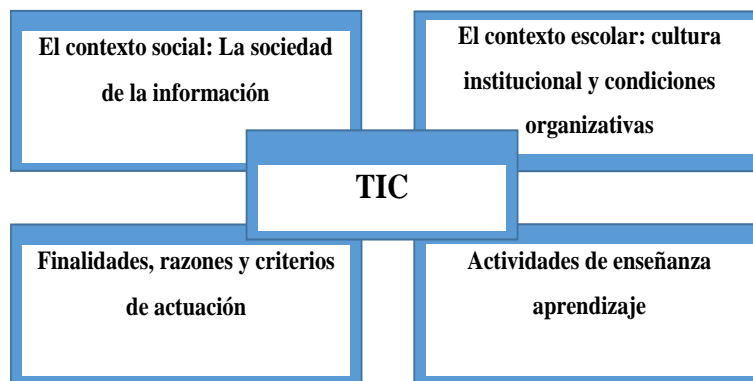 El contexto social: La sociedad
de la información
El contexto escolar: cultura
institucional y condiciones
organizativas
TIC
Finalidades, razones y criterios
de actuación
Actividades de enseñanza
aprendizaje